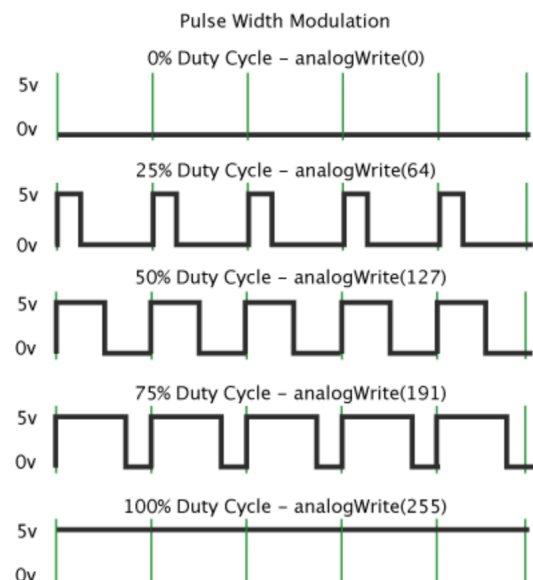 Pulse Width Modulation
0% Duty Cycle – analogWrite(0)
5v
0v
25% Duty Cycle – analogWrite(64)
5v
0v
50% Duty Cycle – analogWrite(127)
5v
0v
75% Duty Cycle – analogWrite(191)
5v
0v
100% Duty Cycle – analogWrite(255)
5v
0v